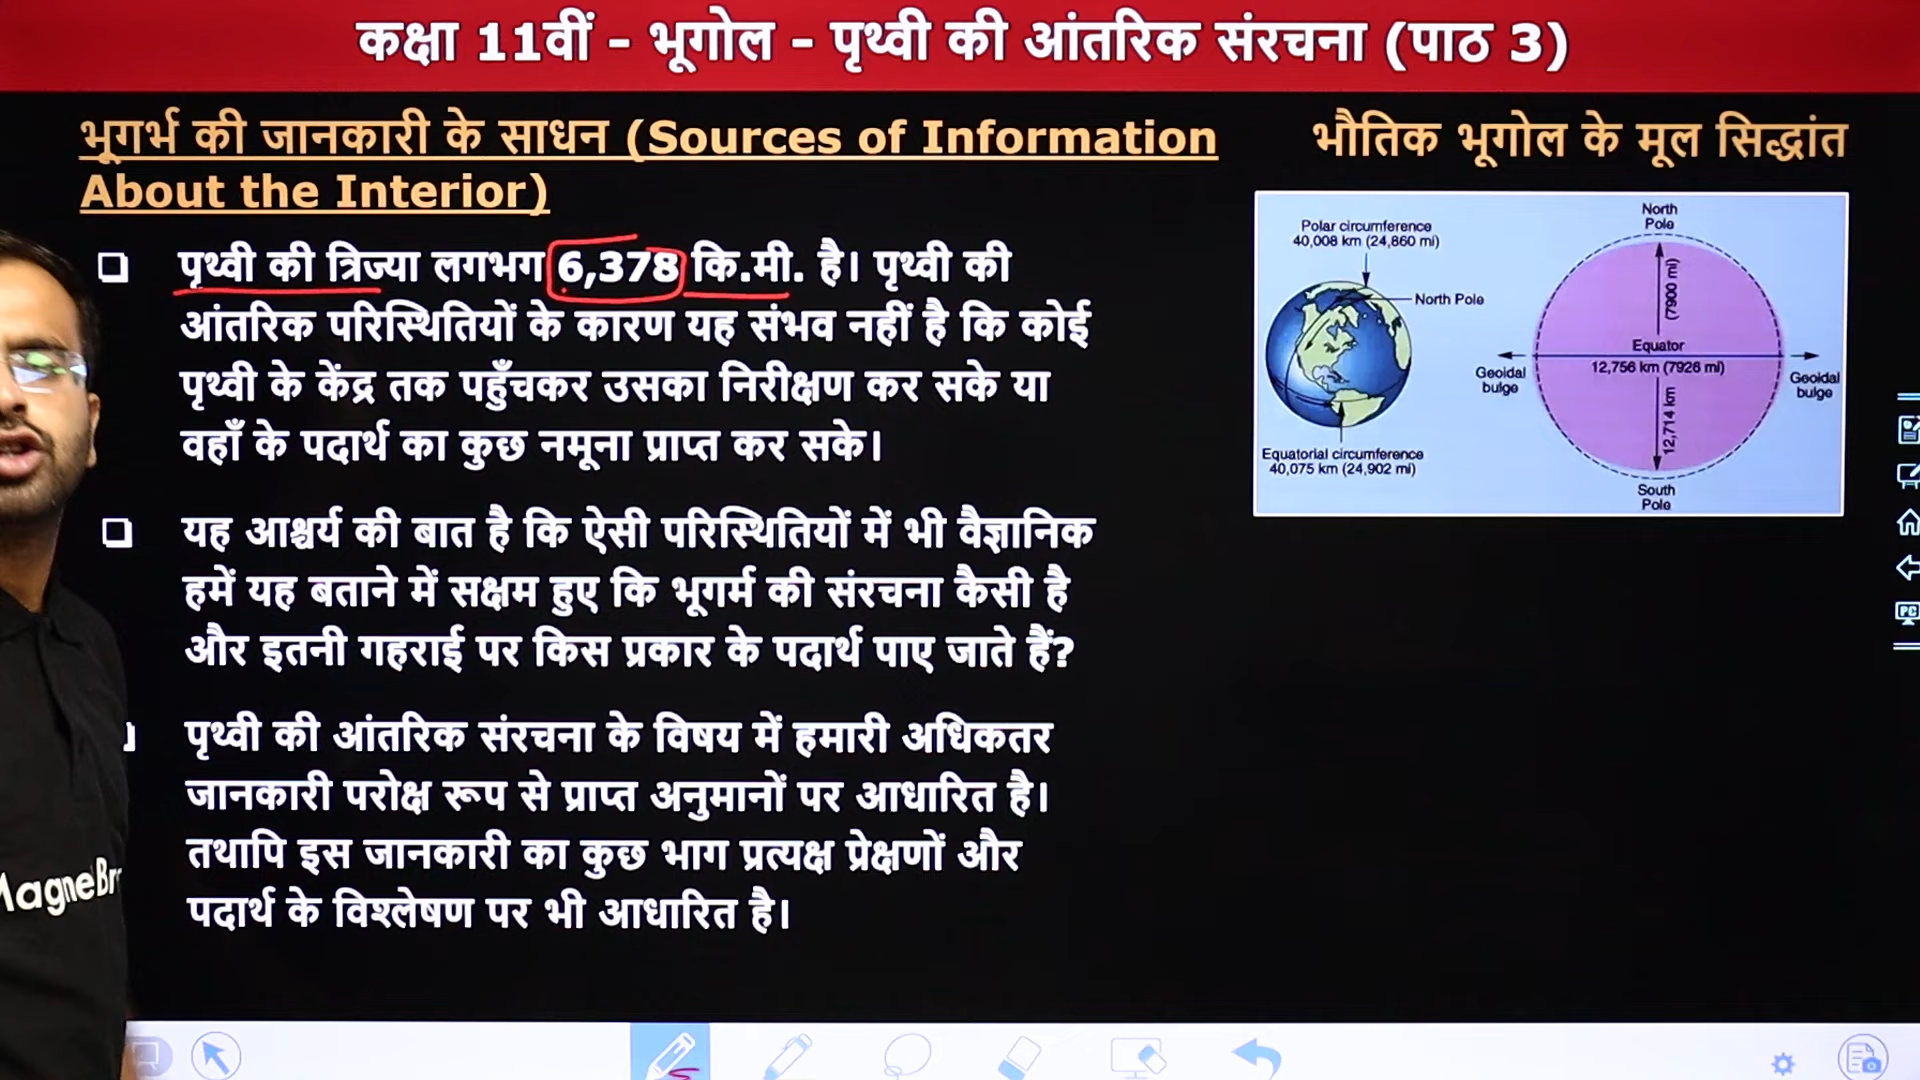 कक्षा 11वीं - भूगोल - पृथ्वी की आंतरिक संरचना (पाठ 3)
भूगर्भ की जानकारी के साधन (Sources of Information
About the Interior)
पृथ्वी की त्रिज्या लगभग 6,378 कि.मी. है। पृथ्वी की
आंतरिक परिस्थितियों के कारण यह संभव नहीं है कि कोई
पृथ्वी के केंद्र तक पहुँचकर उसका निरीक्षण कर सके या
वहाँ के पदार्थ का कुछ नमूना प्राप्त कर सके।
यह आश्चर्य की बात है कि ऐसी परिस्थितियों में भी वैज्ञानिक
हमें यह बताने में सक्षम हुए कि भूगर्म की संरचना कैसी है
और इतनी गहराई पर किस प्रकार के पदार्थ पाए जाते हैं?
पृथ्वी की आंतरिक संरचना के विषय में हमारी अधिकतर
जानकारी परोक्ष रूप से प्राप्त अनुमानों पर आधारित है।
तथापि इस जानकारी का कुछ भाग प्रत्यक्ष प्रेक्षणों और
पदार्थ के विश्लेषण पर भी आधारित है।
भौतिक भूगोल के मूल सिद्धांत
Polar circumference
40,008 km (24,860 mi)
North Pole
Equatorial circumference
40,075 km (24,902 mi)
North
Pole
(7900 mi)
Equator
12,756 km (7926 mi)
Geoidal
bulge
Geoidal
bulge
12,714 km
South
Pole
PC